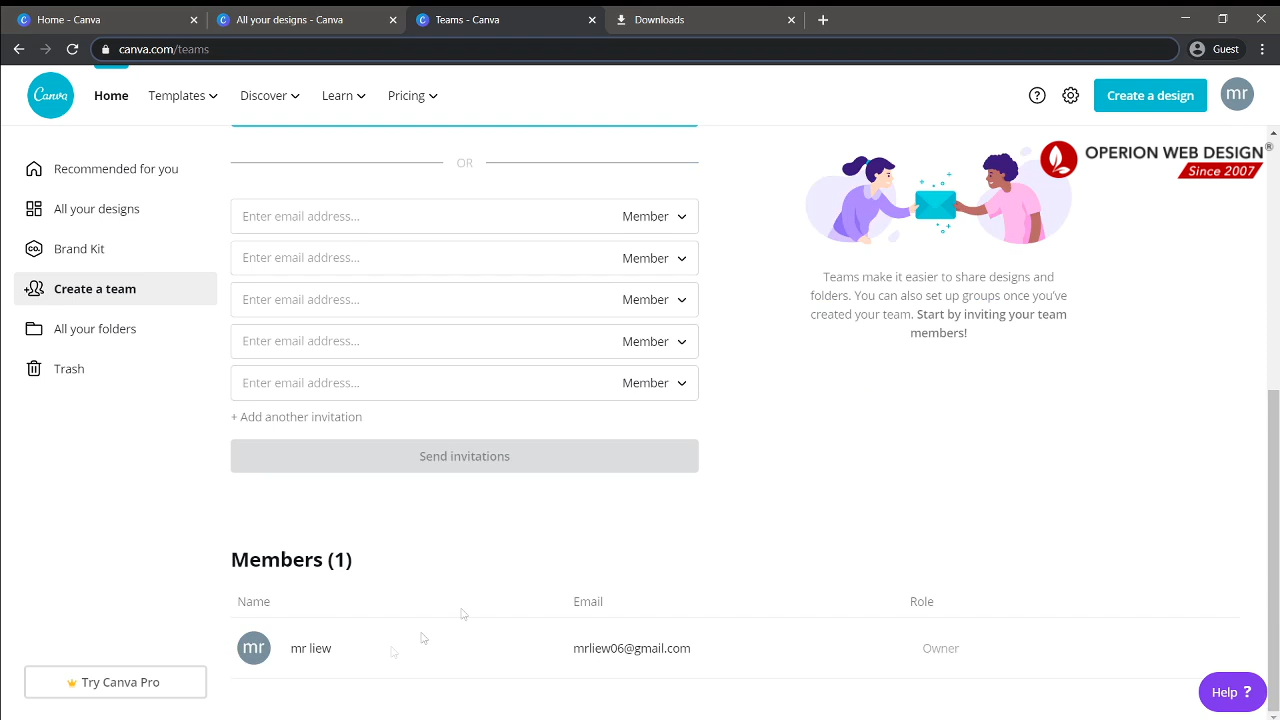 Home - Canva
All your designs - Canva
Teams - Canva
Downloads
canva.com/teams
Guest
Canva
Home
Templates
Discover
Learn
Pricing
Create a design
mr
OPERION WEB DESIGN®
Since 2007
Recommended for you
All your designs
CO.
Brand Kit
Create a team
All your folders
Trash
Try Canva Pro
OR
Enter email address... Member
Enter email address... Member
Enter email address... Member
Enter email address... Member
Enter email address... Member
+ Add another invitation
Send invitations
Teams make it easier to share designs and
folders. You can also set up groups once you've
created your team. Start by inviting your team
members!
Members (1)
Name Email Role
mr mr liew mrliew06@gmail.com Owner
Help ?